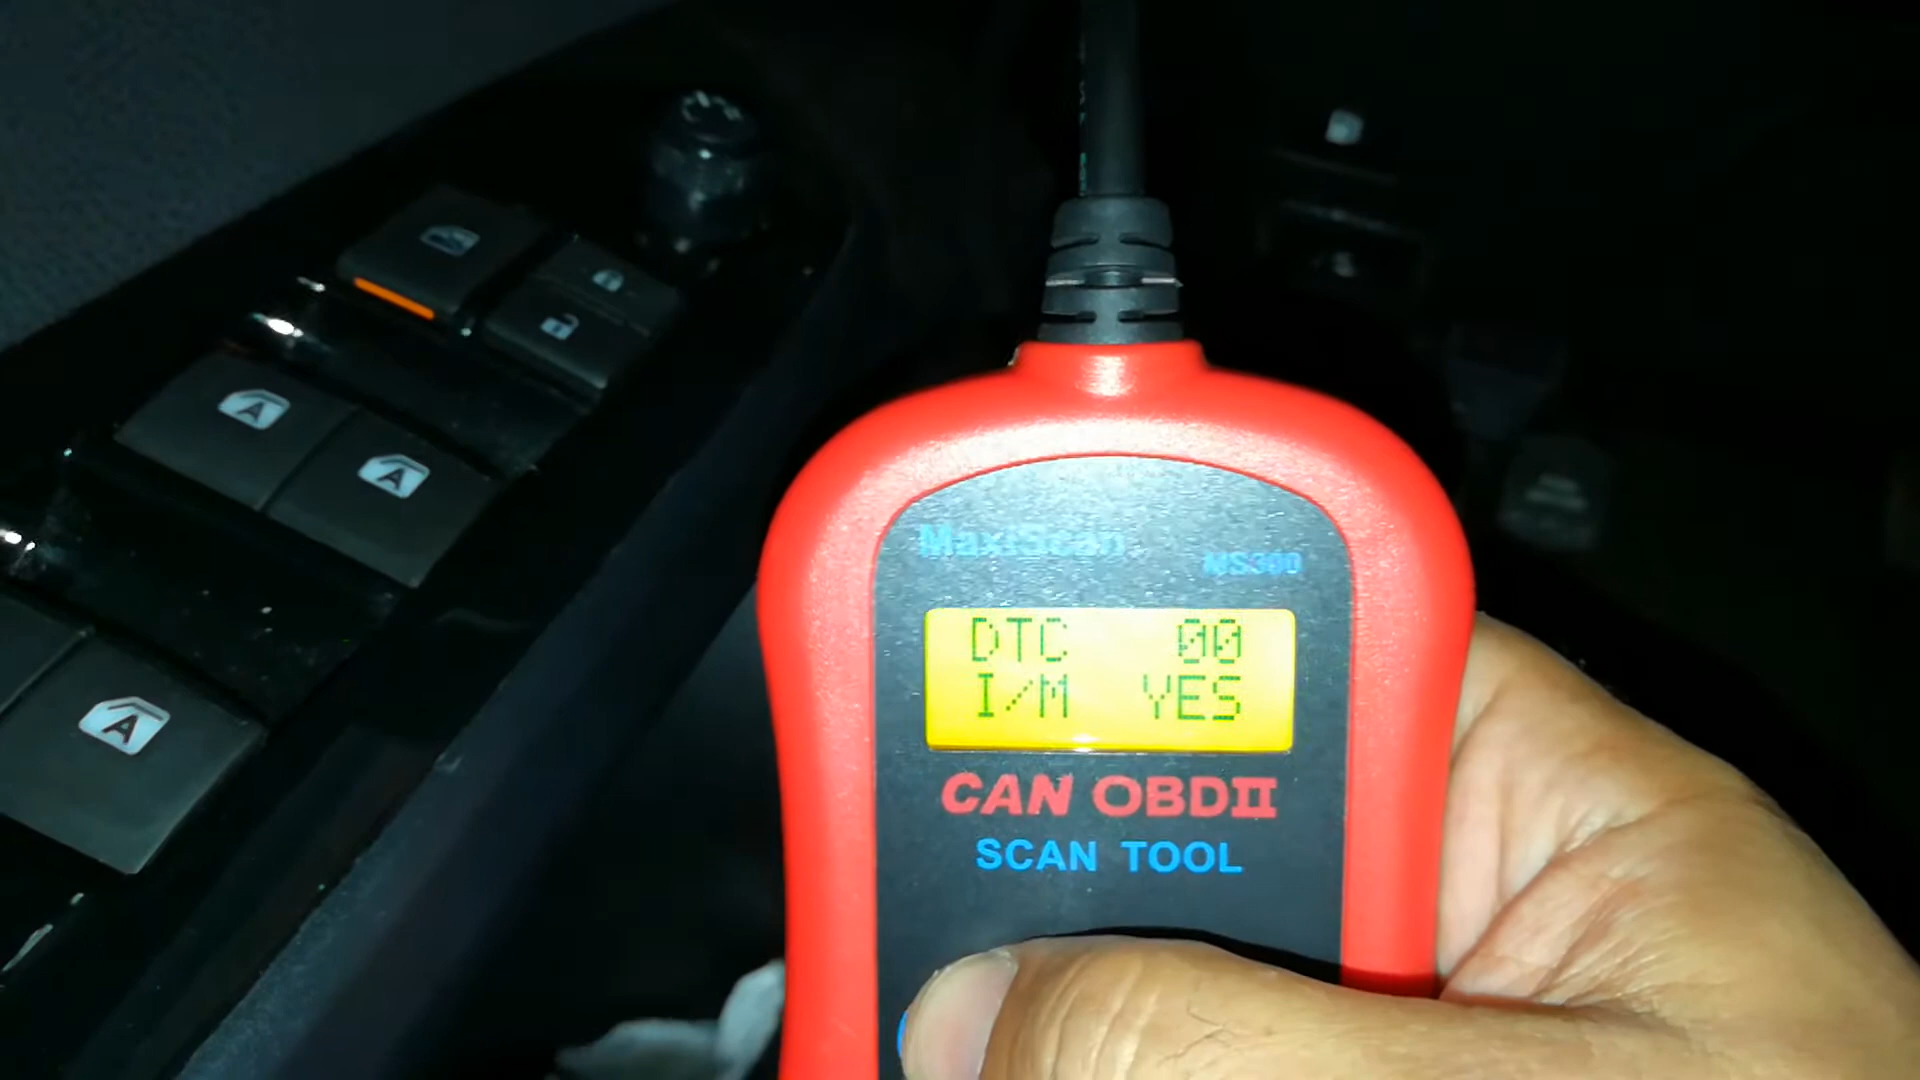 A
A
A
MaxiScan
MS300
DTC 00
I/M YES
CAN OBDII
SCAN TOOL